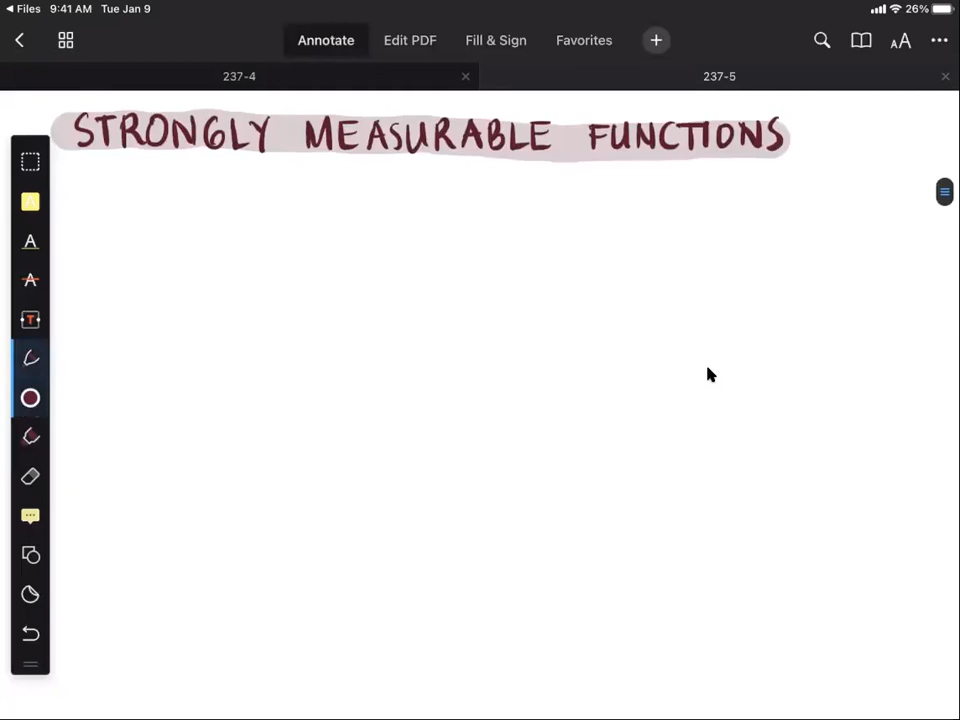 Files 9:41 AM Tue Jan 9 26%
Annotate Edit PDF Fill & Sign Favorites
AA
237-4 237-5
STRONGLY MEASURABLE FUNCTIONS
A
A
A
T